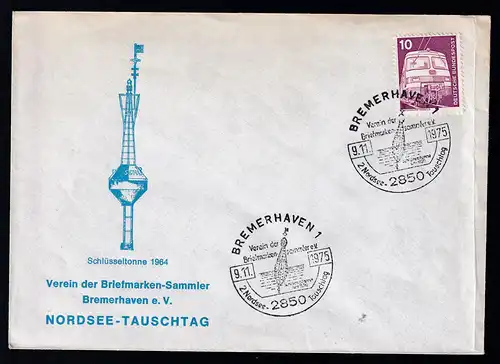 10
DEUTSCHE BUNDESPOST
BREMERHAVEN 1
Verein der
Briefmarken-sammler e.V.
9.11. 1975
2. Nordsee- Tauschtag
2850
BREMERHAVEN 1
Verein der
Briefmarken-sammler e.V.
9.11. 1975
2. Nordsee- Tauschtag
2850
Schlüsseltonne 1964
Verein der Briefmarken-Sammler
Bremerhaven e. V.
NORDSEE-TAUSCHTAG